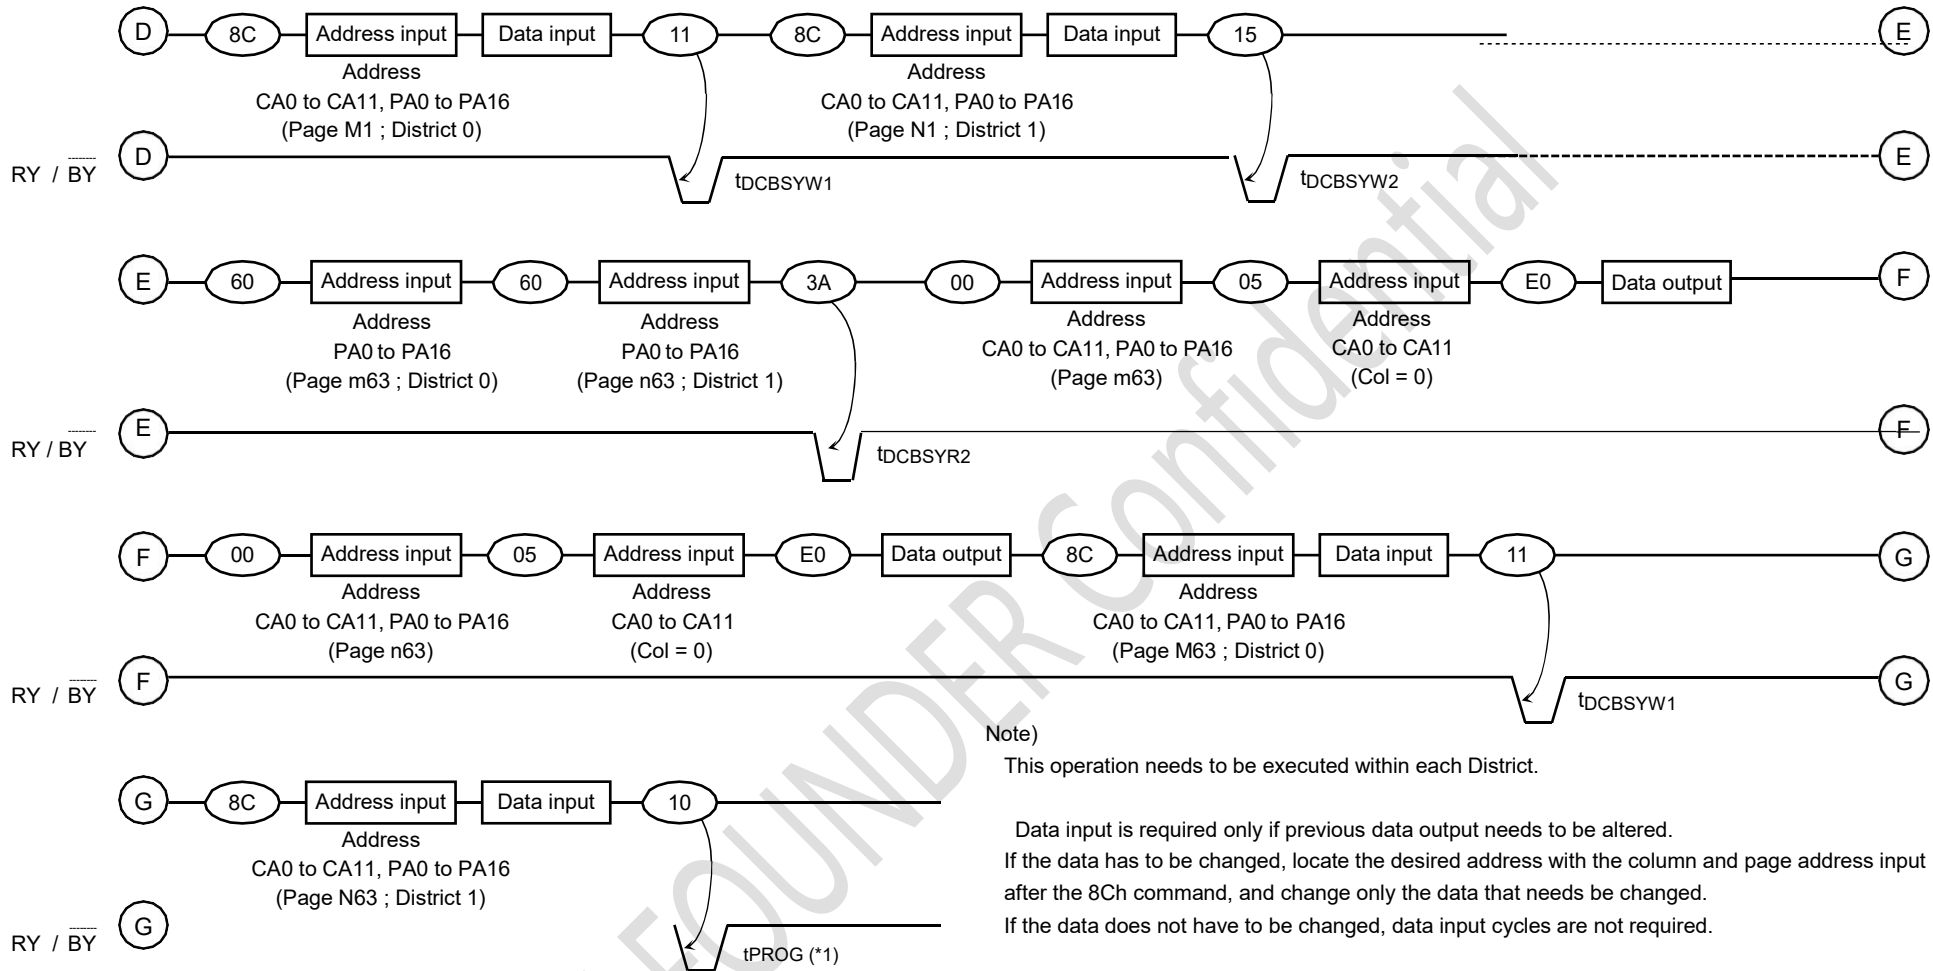 D 8C Address input Data input 11 8C Address input Data input 15 E
Address Address
CA0 to CA11, PA0 to PA16 CA0 to CA11, PA0 to PA16
(Page M1 ; District 0) (Page N1 ; District 1)
RY / BY D tDCBSYW1 tDCBSYW2 E
E 60 Address input 60 Address input 3A 00 Address input 05 Address input E0 Data output F
Address Address Address Address
PA0 to PA16 PA0 to PA16 CA0 to CA11, PA0 to PA16 CA0 to CA11
(Page m63 ; District 0) (Page n63 ; District 1) (Page m63) (Col = 0)
RY / BY E tDCBSYR2 F
F 00 Address input 05 Address input E0 Data output 8C Address input Data input 11 G
Address Address Address
CA0 to CA11, PA0 to PA16 CA0 to CA11 CA0 to CA11, PA0 to PA16
(Page n63) (Col = 0) (Page M63 ; District 0)
RY / BY F tDCBSYW1 G
G 8C Address input Data input 10
Address
CA0 to CA11, PA0 to PA16
(Page N63 ; District 1)
RY / BY G tPROG (*1)
Note)
This operation needs to be executed within each District.
Data input is required only if previous data output needs to be altered.
If the data has to be changed, locate the desired address with the column and page address input
after the 8Ch command, and change only the data that needs be changed.
If the data does not have to be changed, data input cycles are not required.
FOUNDER Confidential